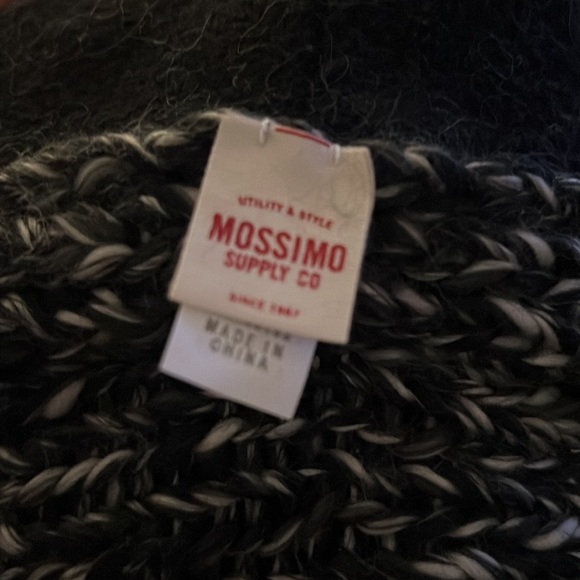 UTILITY & STYLE
MOSSIMO
SUPPLY CO
SINCE 1987
MADE IN
CHINA